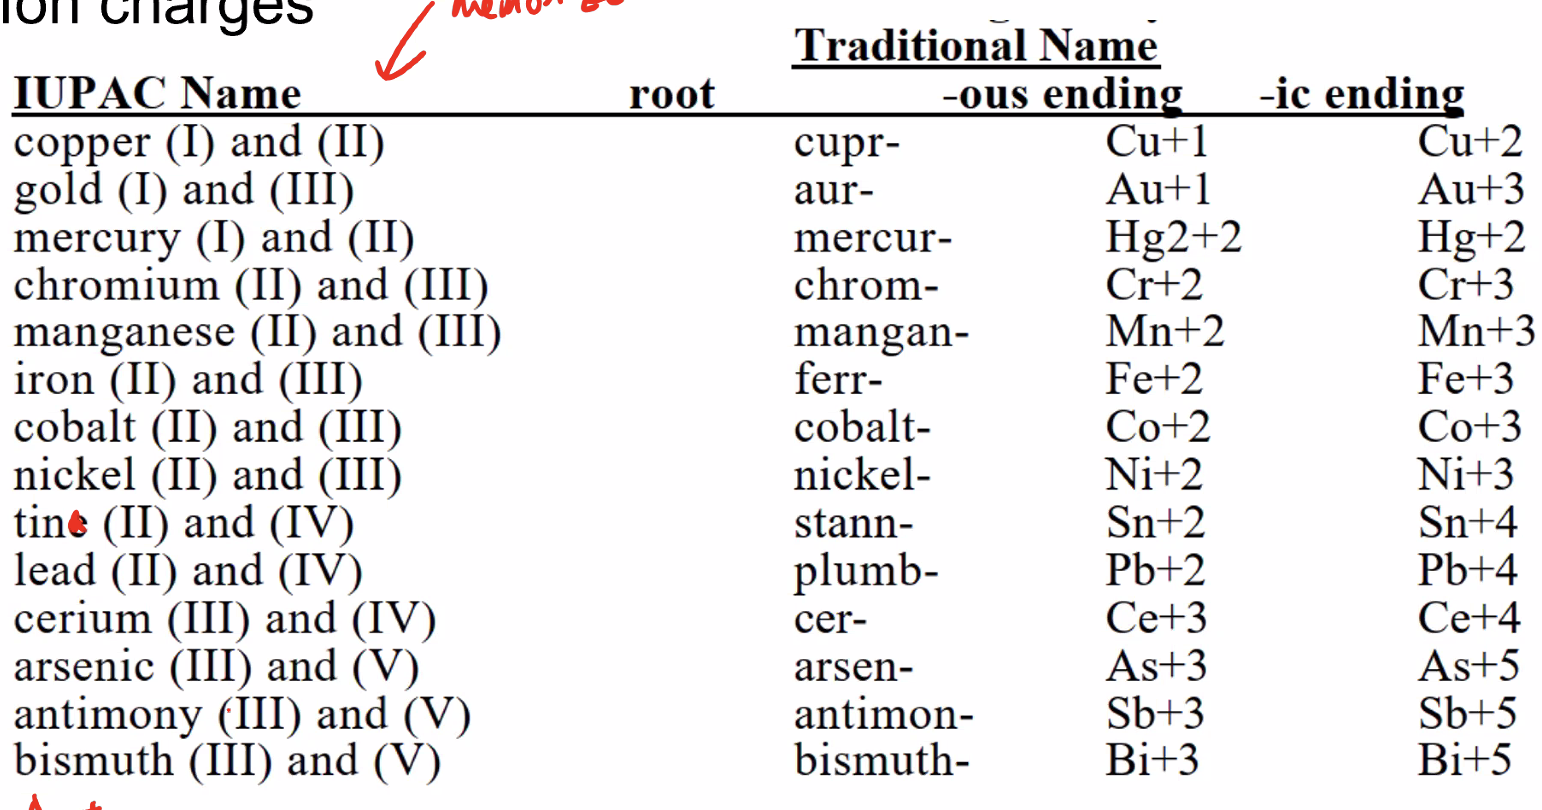 ion charges
Traditional Name
IUPAC Name root -ous ending -ic ending
copper (I) and (II) cupr- Cu+1 Cu+2
gold (I) and (III) aur- Au+1 Au+3
mercury (I) and (II) mercur- Hg2+2 Hg+2
chromium (II) and (III) chrom- Cr+2 Cr+3
manganese (II) and (III) mangan- Mn+2 Mn+3
iron (II) and (III) ferr- Fe+2 Fe+3
cobalt (II) and (III) cobalt- Co+2 Co+3
nickel (II) and (III) nickel- Ni+2 Ni+3
tine (II) and (IV) stann- Sn+2 Sn+4
lead (II) and (IV) plumb- Pb+2 Pb+4
cerium (III) and (IV) cer- Ce+3 Ce+4
arsenic (III) and (V) arsen- As+3 As+5
antimony (III) and (V) antimon- Sb+3 Sb+5
bismuth (III) and (V) bismuth- Bi+3 Bi+5